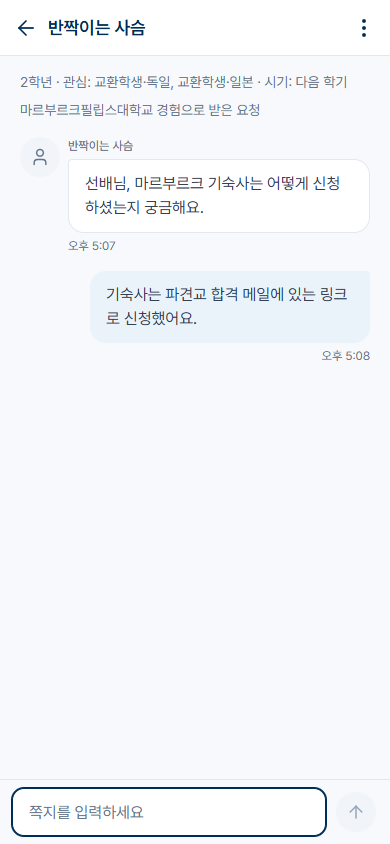 반짝이는 사슴
2학년 · 관심: 교환학생·독일, 교환학생·일본 · 시기: 다음 학기
마르부르크필립스대학교 경험으로 받은 요청
반짝이는 사슴
선배님, 마르부르크 기숙사는 어떻게 신청
하셨는지 궁금해요.
오후 5:07
기숙사는 파견교 합격 메일에 있는 링크
로 신청했어요.
오후 5:08
쪽지를 입력하세요